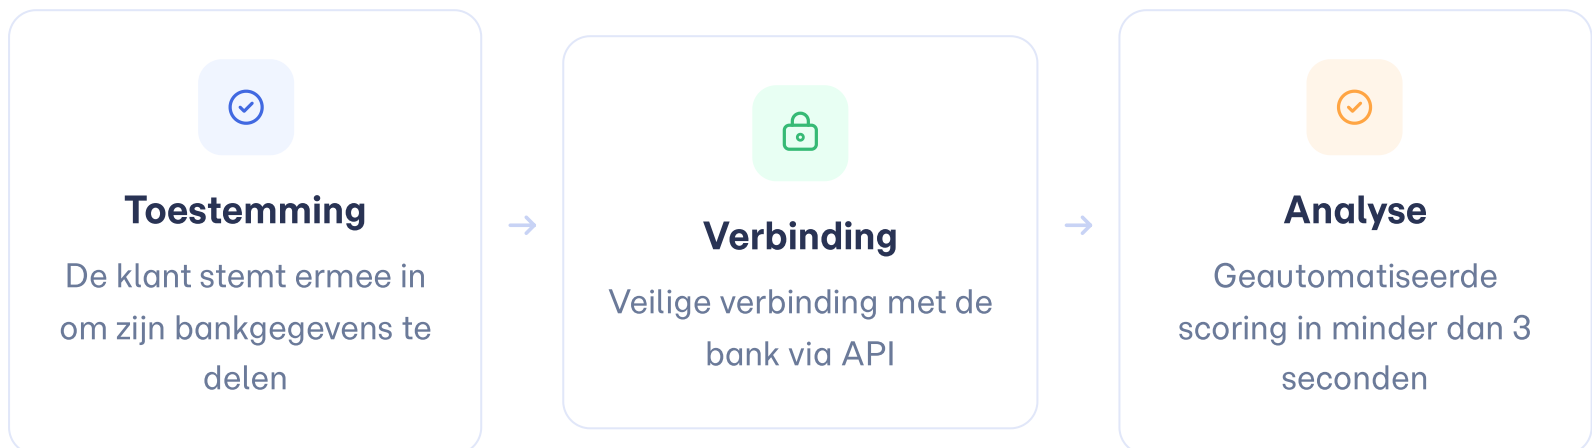 Toestemming
De klant stemt ermee in
om zijn bankgegevens te
delen
Verbinding
Veilige verbinding met de
bank via API
Analyse
Geautomatiseerde
scoring in minder dan 3
seconden